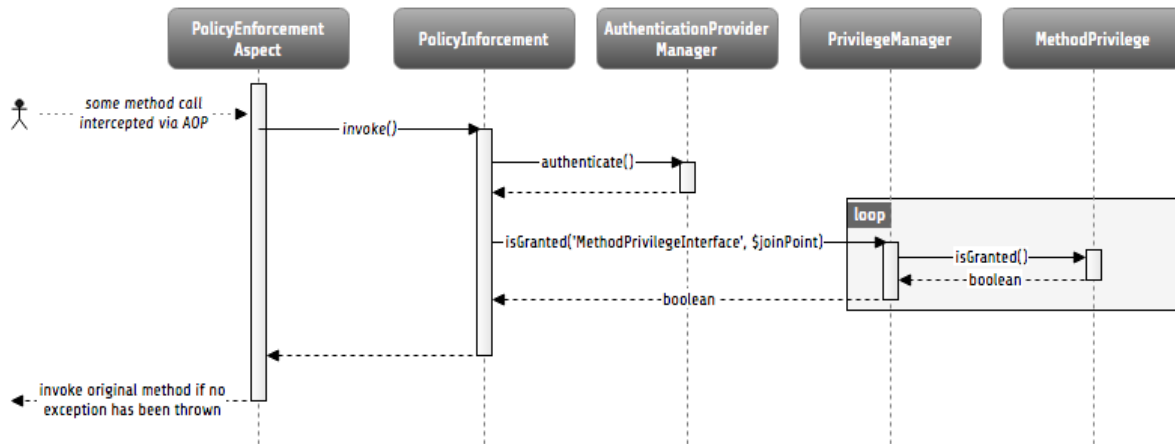 PolicyEnforcement
Aspect
PolicyInforcement
AuthenticationProvider
Manager
PrivilegeManager
MethodPrivilege
some method call
intercepted via AOP
invoke()
authenticate()
loop
isGranted('MethodPrivilegeInterface', $joinPoint)
isGranted()
boolean
boolean
invoke original method if no
exception has been thrown